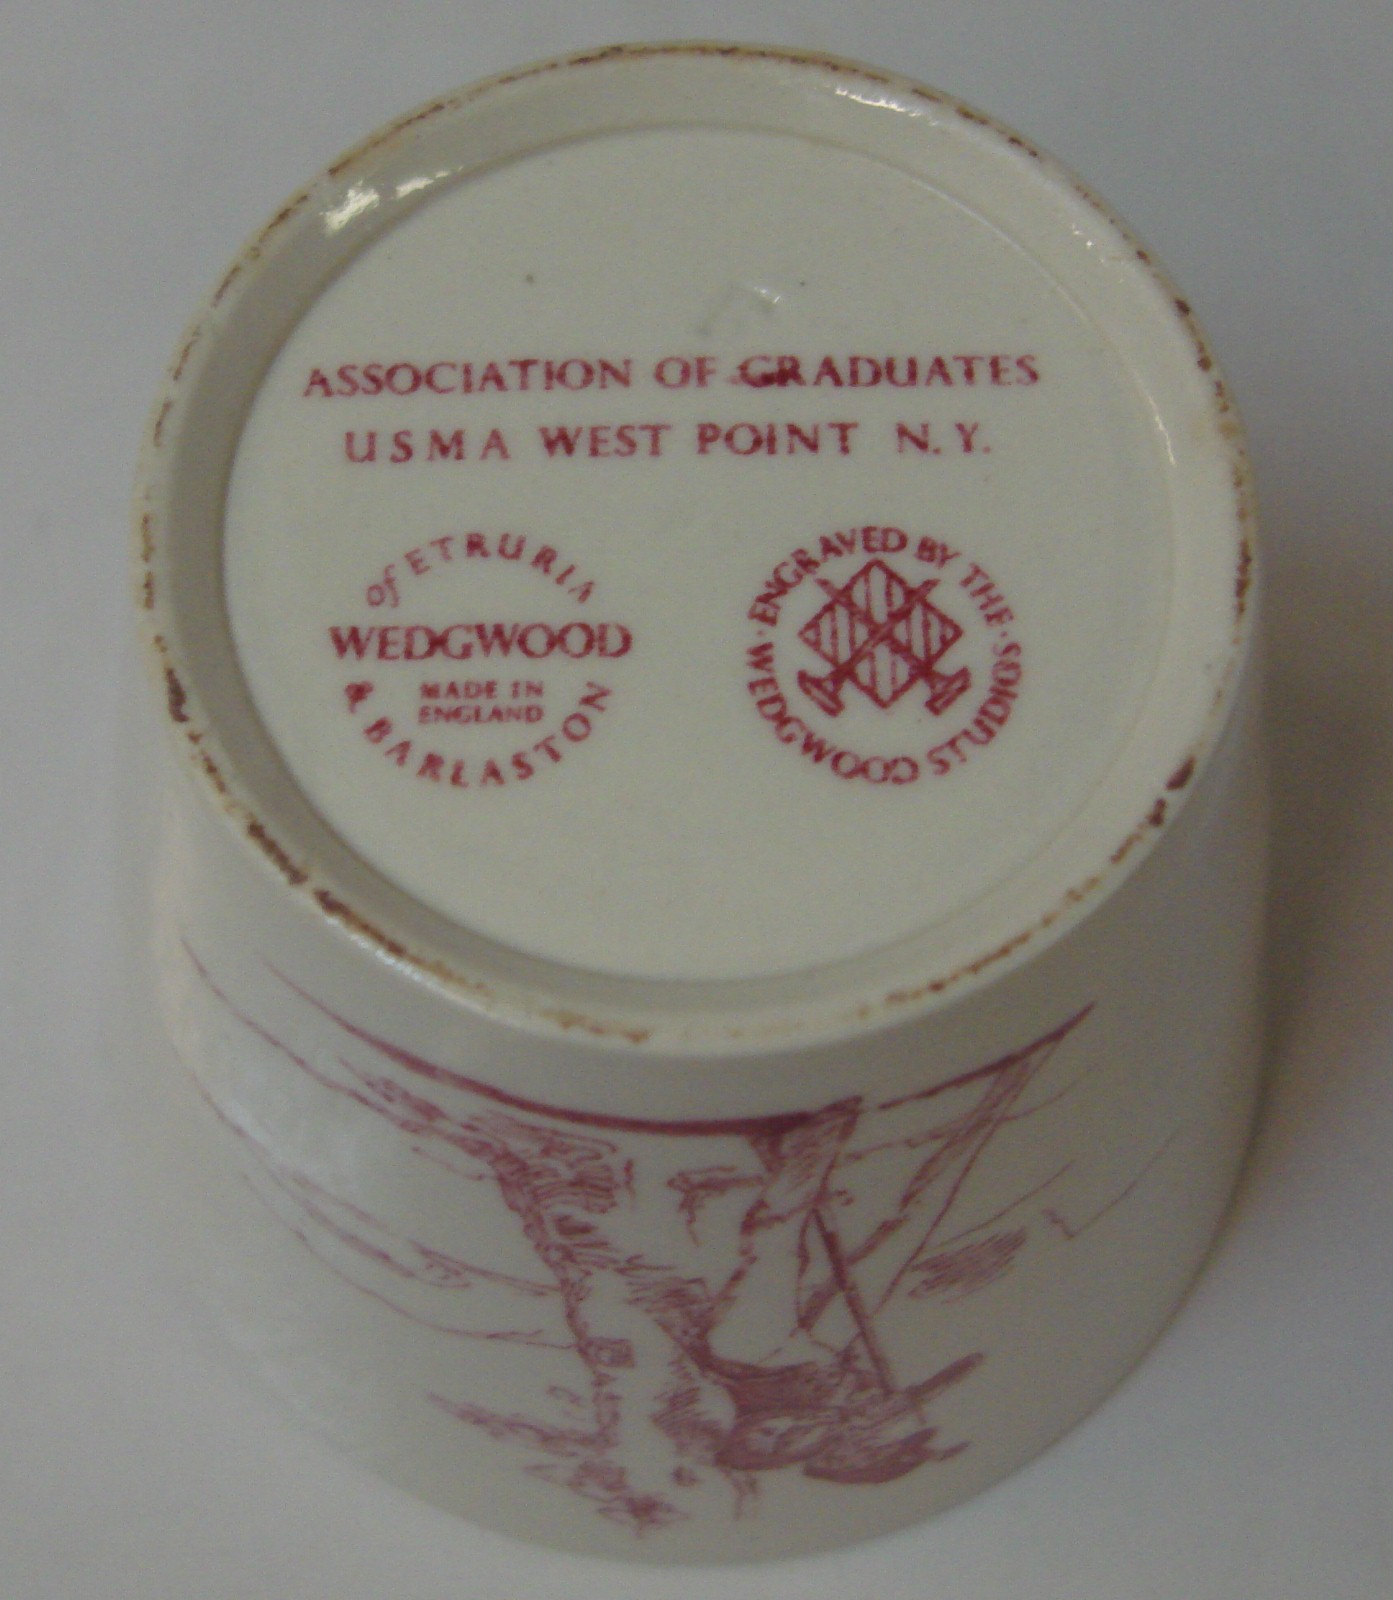 ASSOCIATION OF GRADUATES
USMA WEST POINT N.Y.
of ETRURIA
WEDGWOOD
MADE IN
ENGLAND
& BARLASTON
· ENGRAVED BY THE ·
WEDGWOOD STUDIOS